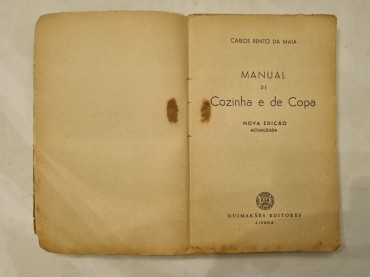 CARLOS BENTO DA MAIA
MANUAL
DE
Cozinha e de Copa
NOVA EDIÇÃO
ACTUALIZADA
GUIMARÃES EDITORES
LISBOA